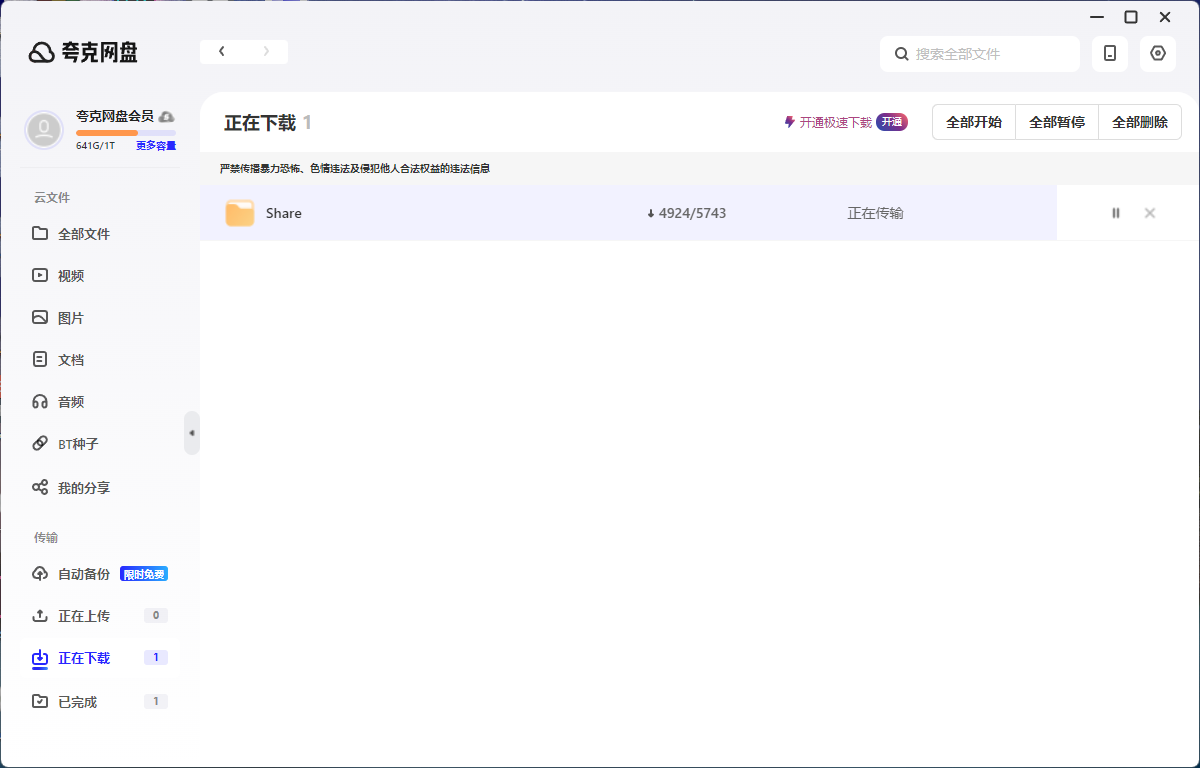 夸克网盘
搜索全部文件
夸克网盘会员
641G/1T 更多容量
云文件
全部文件
视频
图片
文档
音频
BT种子
我的分享
传输
自动备份 限时免费
正在上传 0
正在下载 1
已完成 1
正在下载 1
开通极速下载 开通
全部开始 全部暂停 全部删除
严禁传播暴力恐怖、色情违法及侵犯他人合法权益的违法信息
Share 4924/5743 正在传输